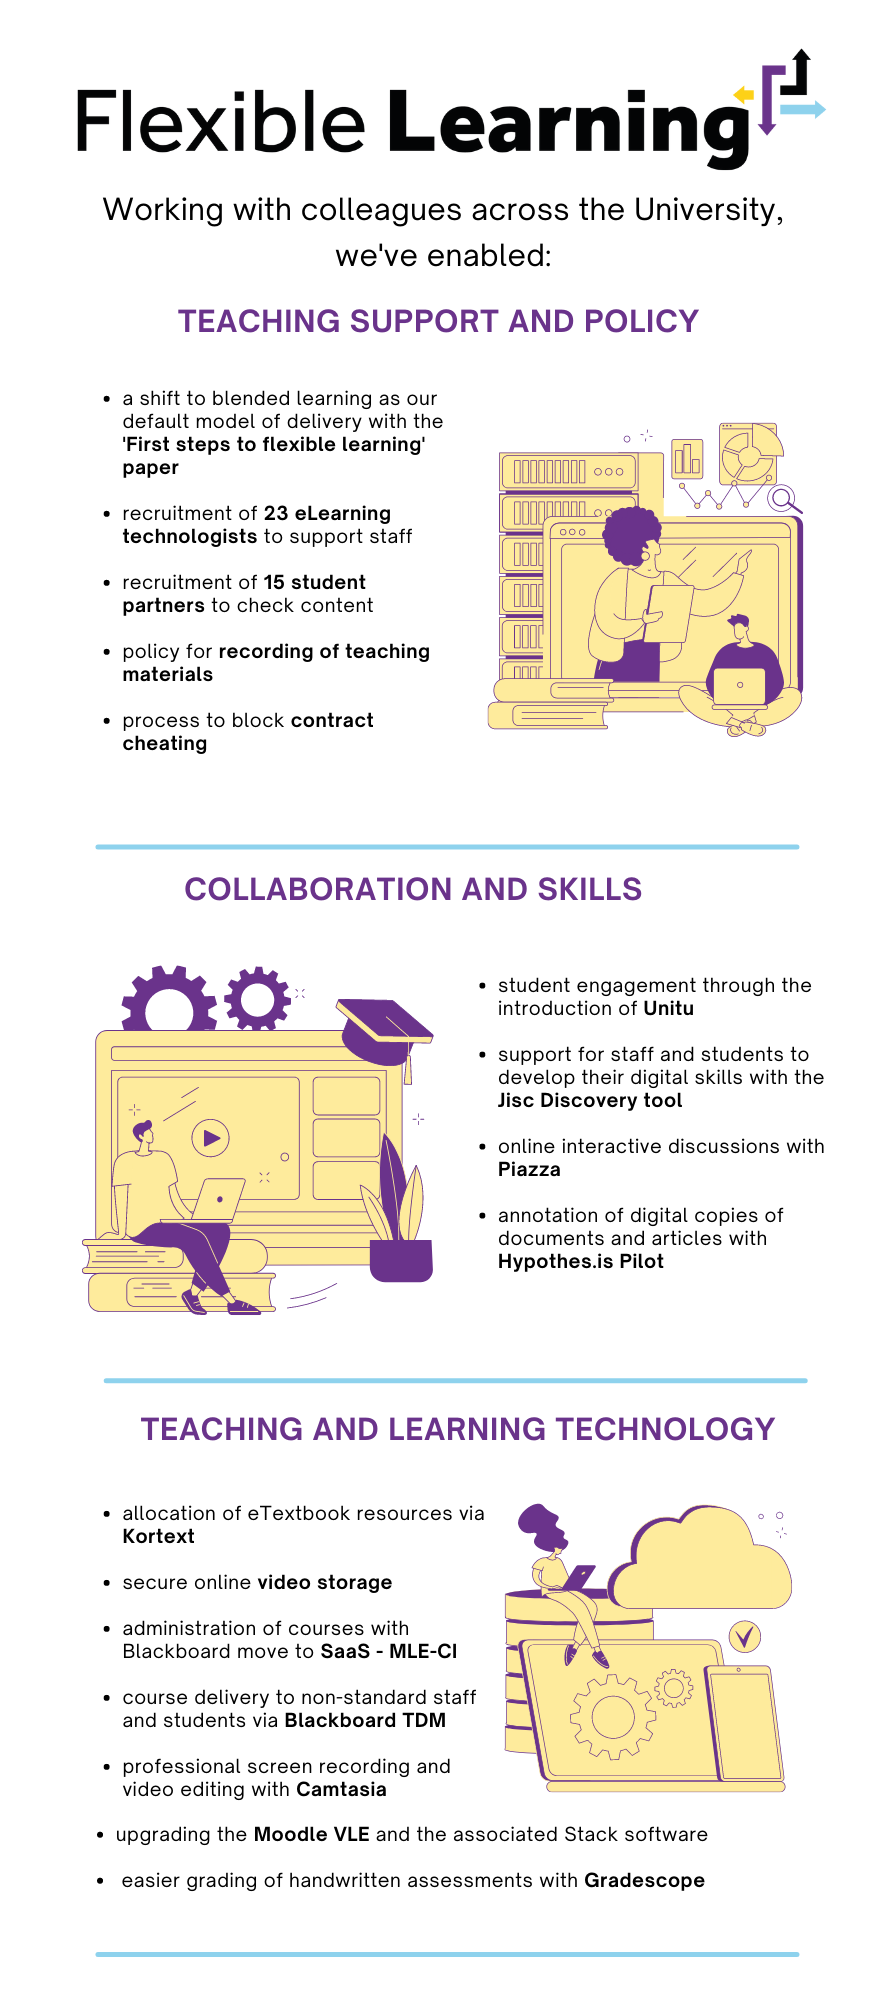 Flexible Learning
Working with colleagues across the University,
we've enabled:
TEACHING SUPPORT AND POLICY
• a shift to blended learning as our
default model of delivery with the
'First steps to flexible learning'
paper
• recruitment of 23 eLearning
technologists to support staff
• recruitment of 15 student
partners to check content
• policy for recording of teaching
materials
• process to block contract
cheating
COLLABORATION AND SKILLS
• student engagement through the
introduction of Unitu
• support for staff and students to
develop their digital skills with the
Jisc Discovery tool
• online interactive discussions with
Piazza
• annotation of digital copies of
documents and articles with
Hypothes.is Pilot
TEACHING AND LEARNING TECHNOLOGY
• allocation of eTextbook resources via
Kortext
• secure online video storage
• administration of courses with
Blackboard move to SaaS - MLE-CI
• course delivery to non-standard staff
and students via Blackboard TDM
• professional screen recording and
video editing with Camtasia
• upgrading the Moodle VLE and the associated Stack software
• easier grading of handwritten assessments with Gradescope